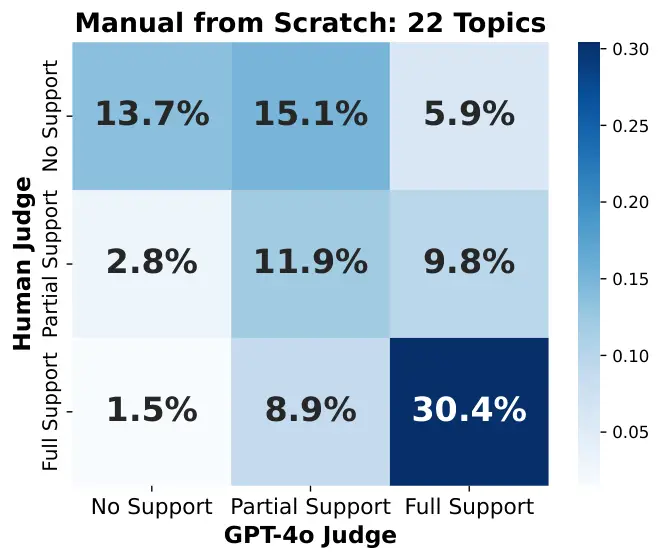 Manual from Scratch: 22 Topics
Human Judge
No Support
13.7% 15.1% 5.9%
Partial Support
2.8% 11.9% 9.8%
Full Support
1.5% 8.9% 30.4%
No Support Partial Support Full Support
GPT-4o Judge
0.30
0.25
0.20
0.15
0.10
0.05